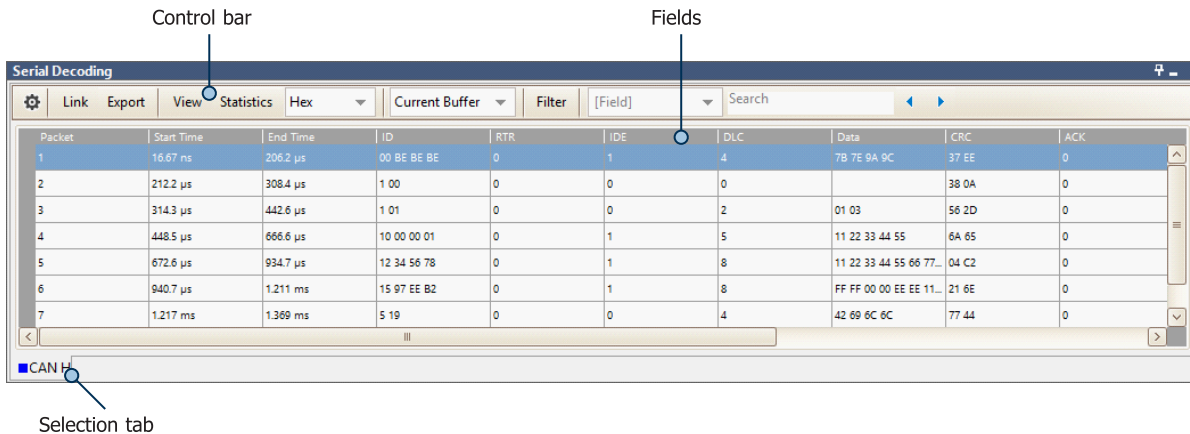 Control bar Fields
Serial Decoding
Link Export View Statistics Hex Current Buffer Filter [Field] Search
Packet Start Time End Time ID RTR IDE DLC Data CRC ACK
1 16.67 ns 206.2 µs 00 BE BE BE 0 1 4 7B 7E 9A 9C 37 EE 0
2 212.2 µs 308.4 µs 1 00 0 0 0 38 0A 0
3 314.3 µs 442.6 µs 1 01 0 0 2 01 03 56 2D 0
4 448.5 µs 666.6 µs 10 00 00 01 0 1 5 11 22 33 44 55 6A 65 0
5 672.6 µs 934.7 µs 12 34 56 78 0 1 8 11 22 33 44 55 66 77... 04 C2 0
6 940.7 µs 1.211 ms 15 97 EE B2 0 1 8 FF FF 00 00 EE EE 11... 21 6E 0
7 1.217 ms 1.369 ms 5 19 0 0 4 42 69 6C 6C 77 44 0
CAN H
Selection tab